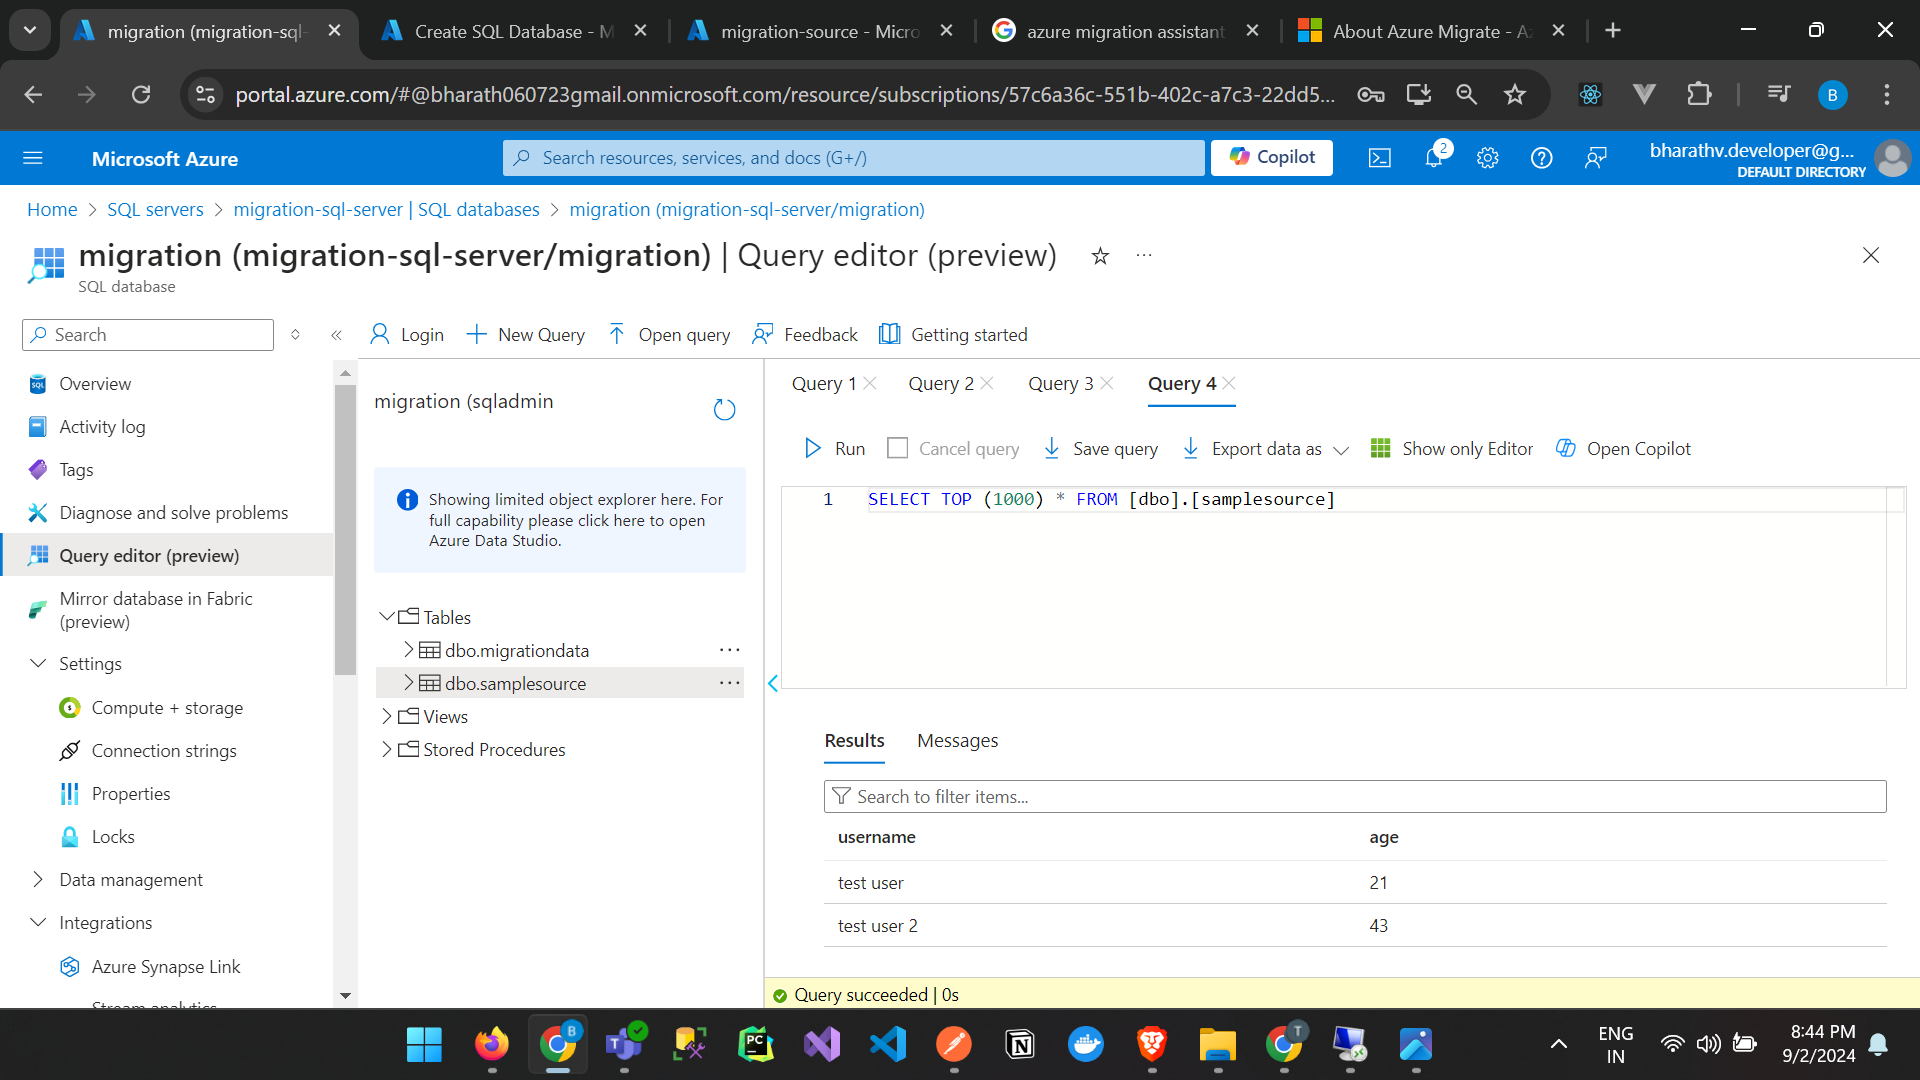 migration (migration-sql-
Create SQL Database - M
migration-source - Micro
azure migration assistant
About Azure Migrate - Az
portal.azure.com/#@bharath060723gmail.onmicrosoft.com/resource/subscriptions/57c6a36c-551b-402c-a7c3-22dd5...
B
Microsoft Azure
Search resources, services, and docs (G+/)
Copilot
2
bharathv.developer@g...
DEFAULT DIRECTORY
Home > SQL servers > migration-sql-server | SQL databases > migration (migration-sql-server/migration)
migration (migration-sql-server/migration) | Query editor (preview)
SQL database
Search
Login
New Query
Open query
Feedback
Getting started
Overview
Activity log
Tags
Diagnose and solve problems
Query editor (preview)
Mirror database in Fabric
(preview)
Settings
Compute + storage
Connection strings
Properties
Locks
Data management
Integrations
Azure Synapse Link
Stream analytics
migration (sqladmin
Showing limited object explorer here. For
full capability please click here to open
Azure Data Studio.
Tables
dbo.migrationdata
dbo.samplesource
Views
Stored Procedures
Query 1
Query 2
Query 3
Query 4
Run
Cancel query
Save query
Export data as
Show only Editor
Open Copilot
1 SELECT TOP (1000) * FROM [dbo].[samplesource]
Results
Messages
Search to filter items...
username age
test user 21
test user 2 43
Query succeeded | 0s
ENG
IN
8:44 PM
9/2/2024